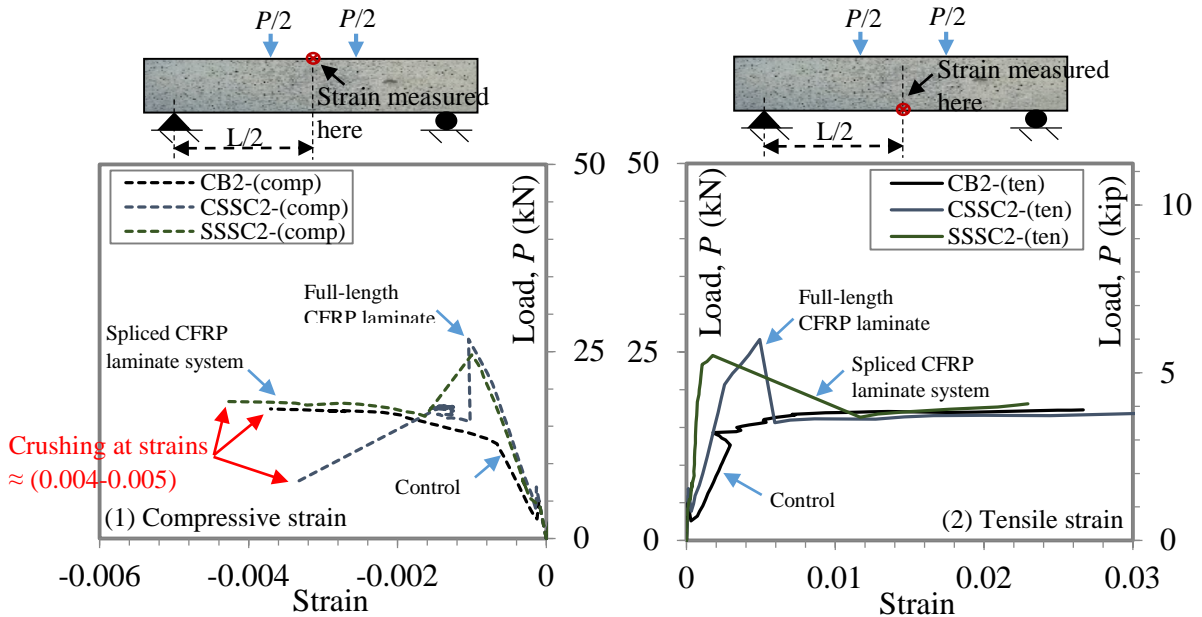 P/2 P/2
Strain measured
here
L/2
CB2-(comp)
CSSC2-(comp)
SSSC2-(comp)
Full-length
CFRP laminate
Spliced CFRP
laminate system
Crushing at strains
≈ (0.004-0.005)
Control
(1) Compressive strain
50
25
0
Load, P (kN)
-0.006 -0.004 -0.002 0
Strain
P/2 P/2
Strain measured
here
L/2
CB2-(ten)
CSSC2-(ten)
SSSC2-(ten)
Full-length
CFRP laminate
Spliced CFRP
laminate system
Control
(2) Tensile strain
50
25
0
Load, P (kN)
10
5
0
Load, P (kip)
0 0.01 0.02 0.03
Strain